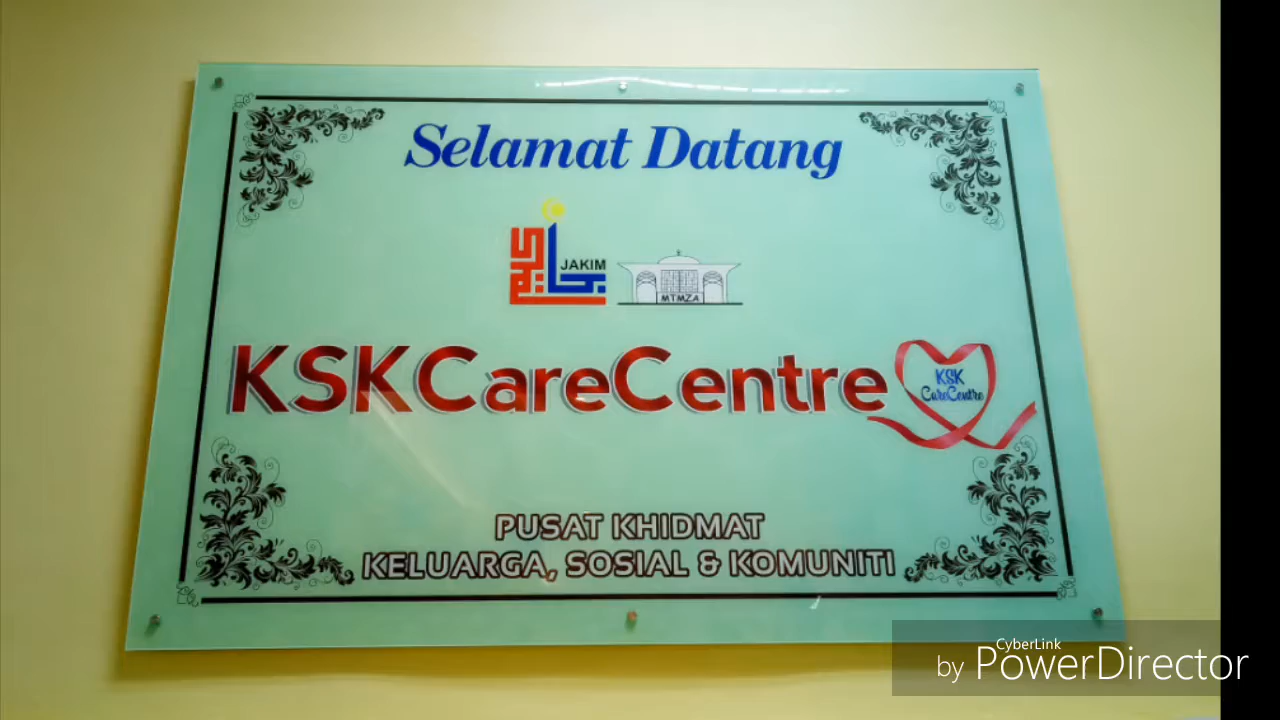 Selamat Datang
JAKIM
MTMZA
KSKCareCentre
KSK
CareCentre
PUSAT KHIDMAT
KELUARGA, SOSIAL & KOMUNITI
CyberLink
by PowerDirector